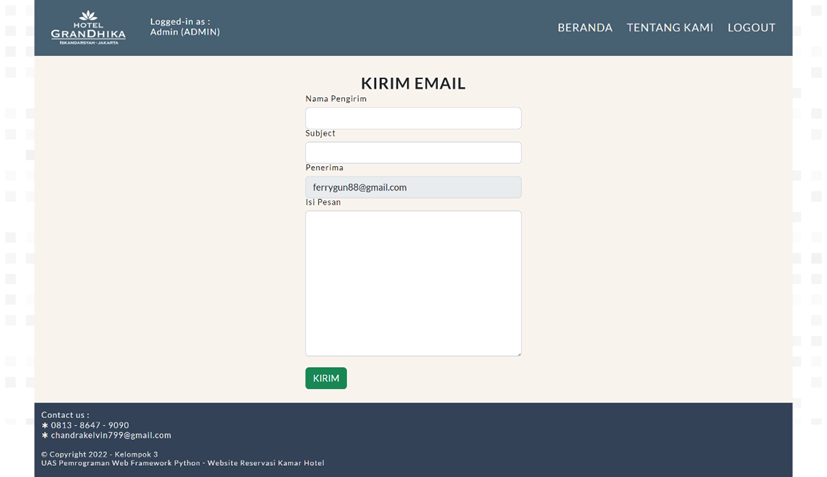 HOTEL
GRANDHIKA
ISKANDARSYAH - JAKARTA
Logged-in as :
Admin (ADMIN)
BERANDA TENTANG KAMI LOGOUT
KIRIM EMAIL
Nama Pengirim
Subject
Penerima
ferrygun88@gmail.com
Isi Pesan
KIRIM
Contact us :
✱ 0813 - 8647 - 9090
✱ chandrakelvin799@gmail.com
© Copyright 2022 - Kelompok 3
UAS Pemrograman Web Framework Python - Website Reservasi Kamar Hotel